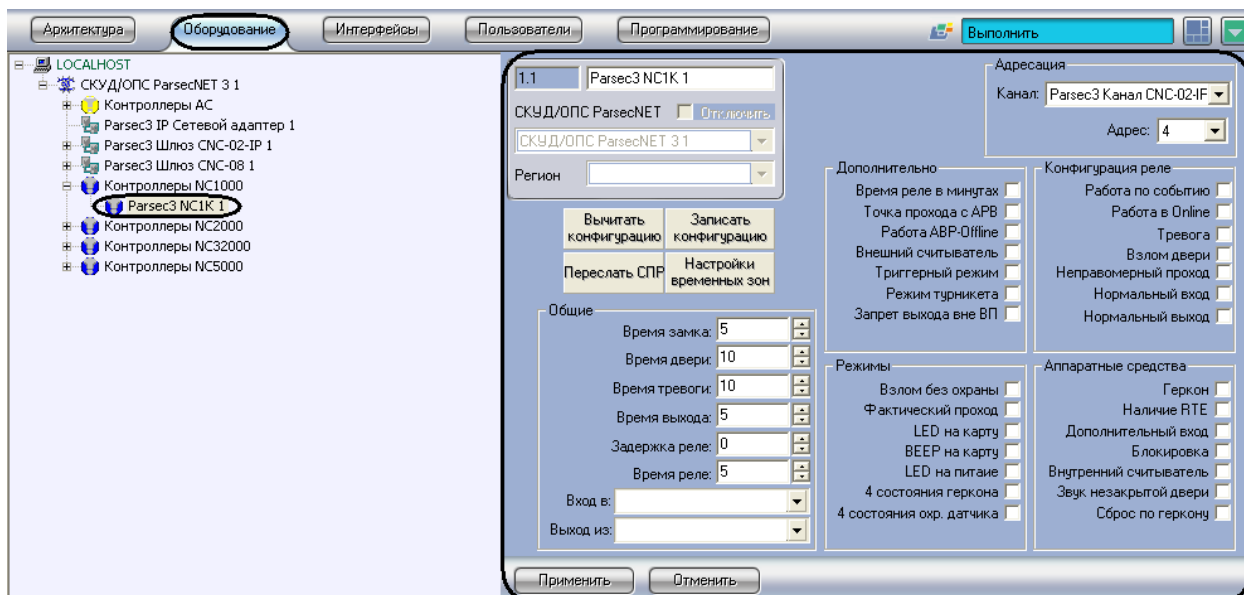 Архитектура Оборудование Интерфейсы Пользователи Программирование Выполнить
LOCALHOST
СКУД/ОПС ParsecNET 3 1
Контроллеры AC
Parsec3 IP Сетевой адаптер 1
Parsec3 Шлюз CNC-02-IP 1
Parsec3 Шлюз CNC-08 1
Контроллеры NC1000
Parsec3 NC1K 1
Контроллеры NC2000
Контроллеры NC32000
Контроллеры NC5000
1.1 Parsec3 NC1K 1
СКУД/ОПС ParsecNET Отключить
СКУД/ОПС ParsecNET 3 1
Регион
Адресация
Канал: Parsec3 Канал CNC-02-IF
Адрес: 4
Вычитать конфигурацию
Записать конфигурацию
Переслать СПР
Настройки временных зон
Общие
Время замка: 5
Время двери: 10
Время тревоги: 10
Время выхода: 5
Задержка реле: 0
Время реле: 5
Вход в:
Выход из:
Дополнительно
Время реле в минутах
Точка прохода с APB
Работа ABP-Offline
Внешний считыватель
Триггерный режим
Режим турникета
Запрет выхода вне ВП
Конфигурация реле
Работа по событию
Работа в Online
Тревога
Взлом двери
Неправомерный проход
Нормальный вход
Нормальный выход
Режимы
Взлом без охраны
Фактический проход
LED на карту
BEEP на карту
LED на питаие
4 состояния геркона
4 состояния охр. датчика
Аппаратные средства
Геркон
Наличие RTE
Дополнительный вход
Блокировка
Внутренний считыватель
Звук незакрытой двери
Сброс по геркону
Применить Отменить